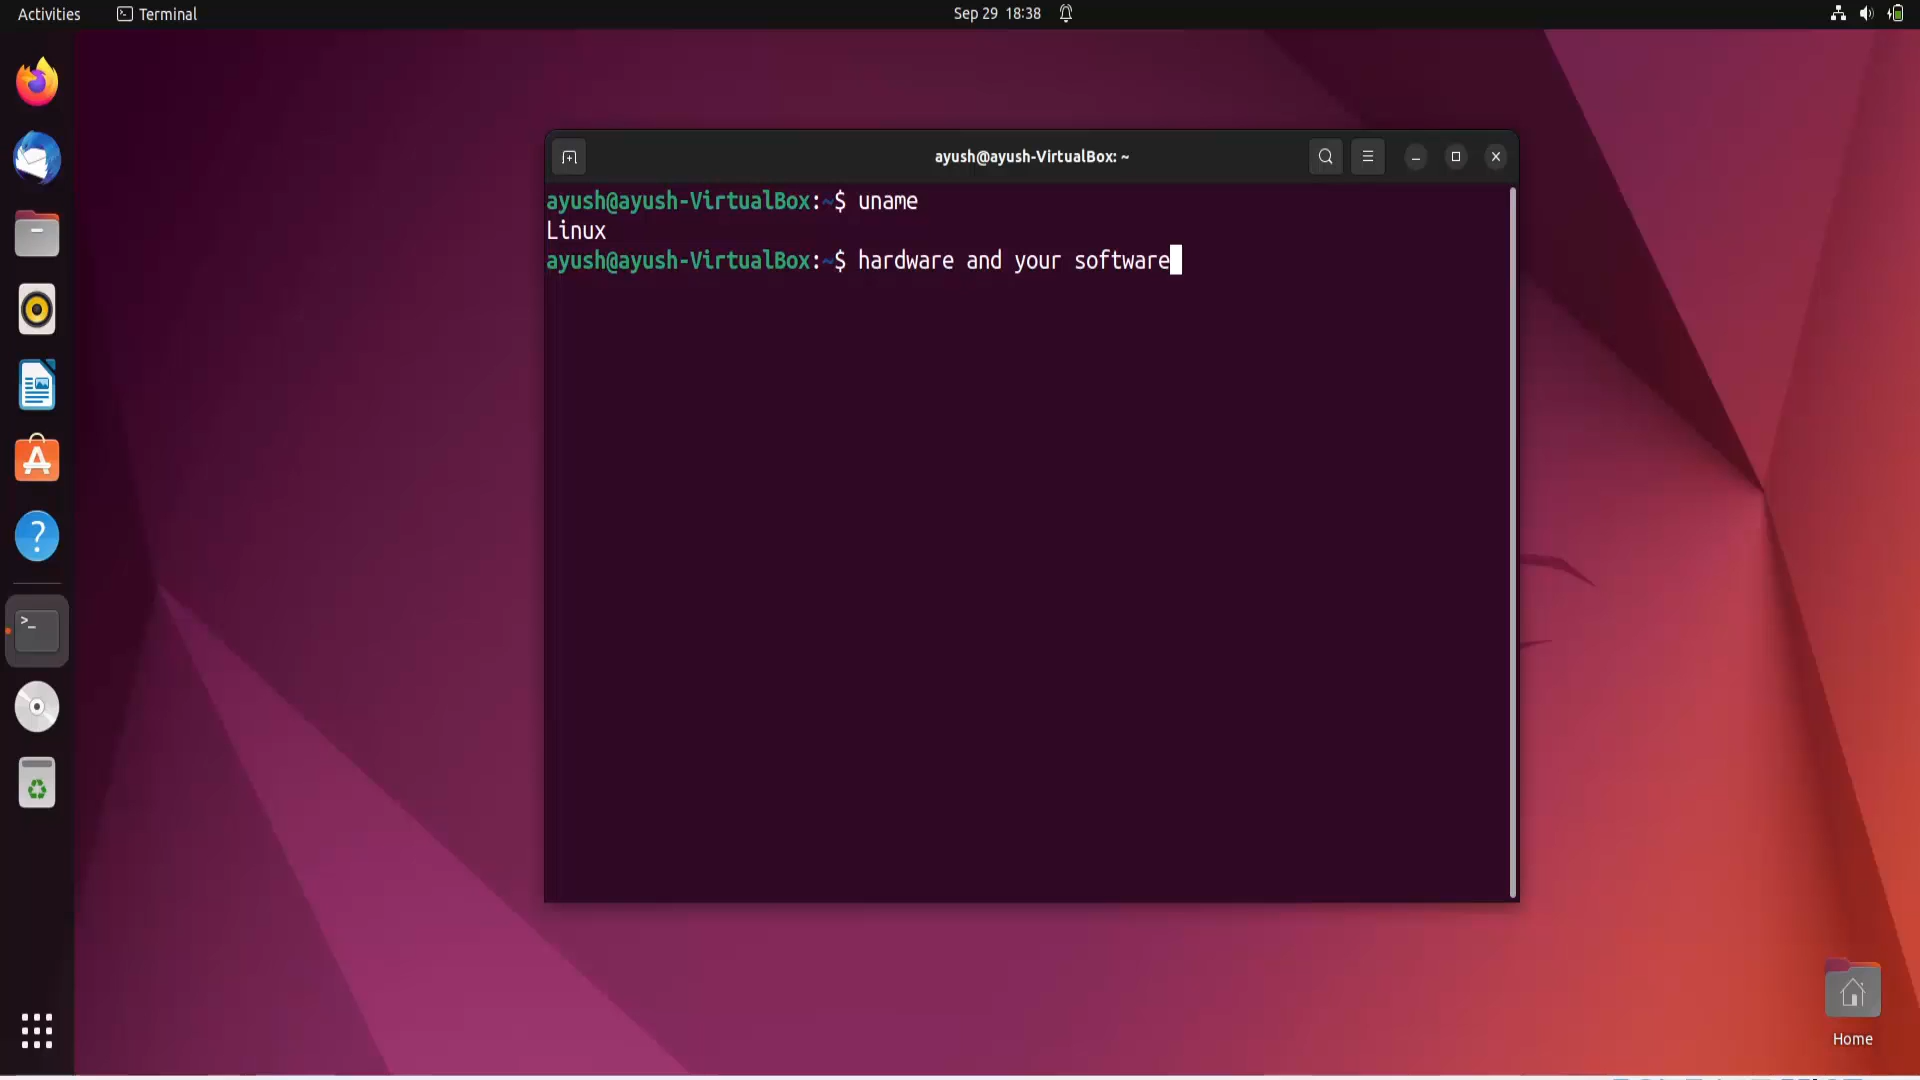 Activities
Terminal
Sep 29 18:38
ayush@ayush-VirtualBox: ~
ayush@ayush-VirtualBox:~$ uname
Linux
ayush@ayush-VirtualBox:~$ hardware and your software
Home